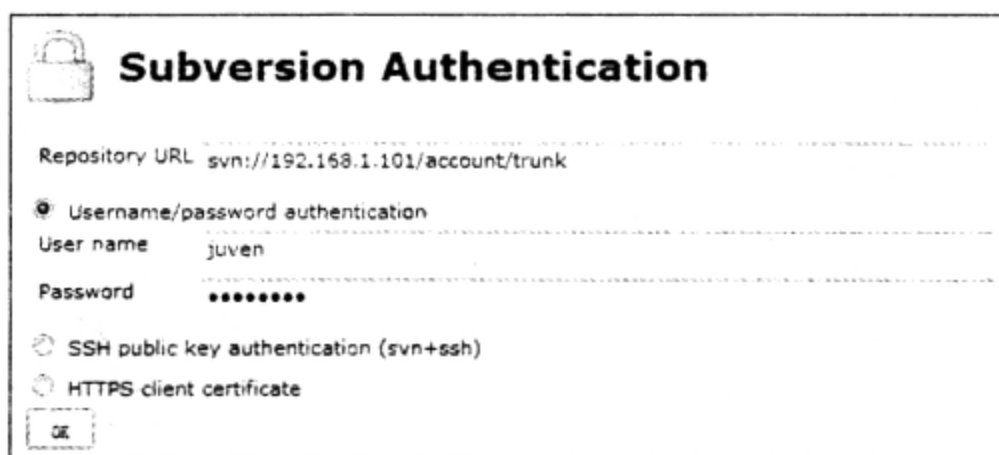 Subversion Authentication
Repository URL svn://192.168.1.101/account/trunk
Username/password authentication
User name juven
Password ••••••••
SSH public key authentication (svn+ssh)
HTTPS client certificate
OK